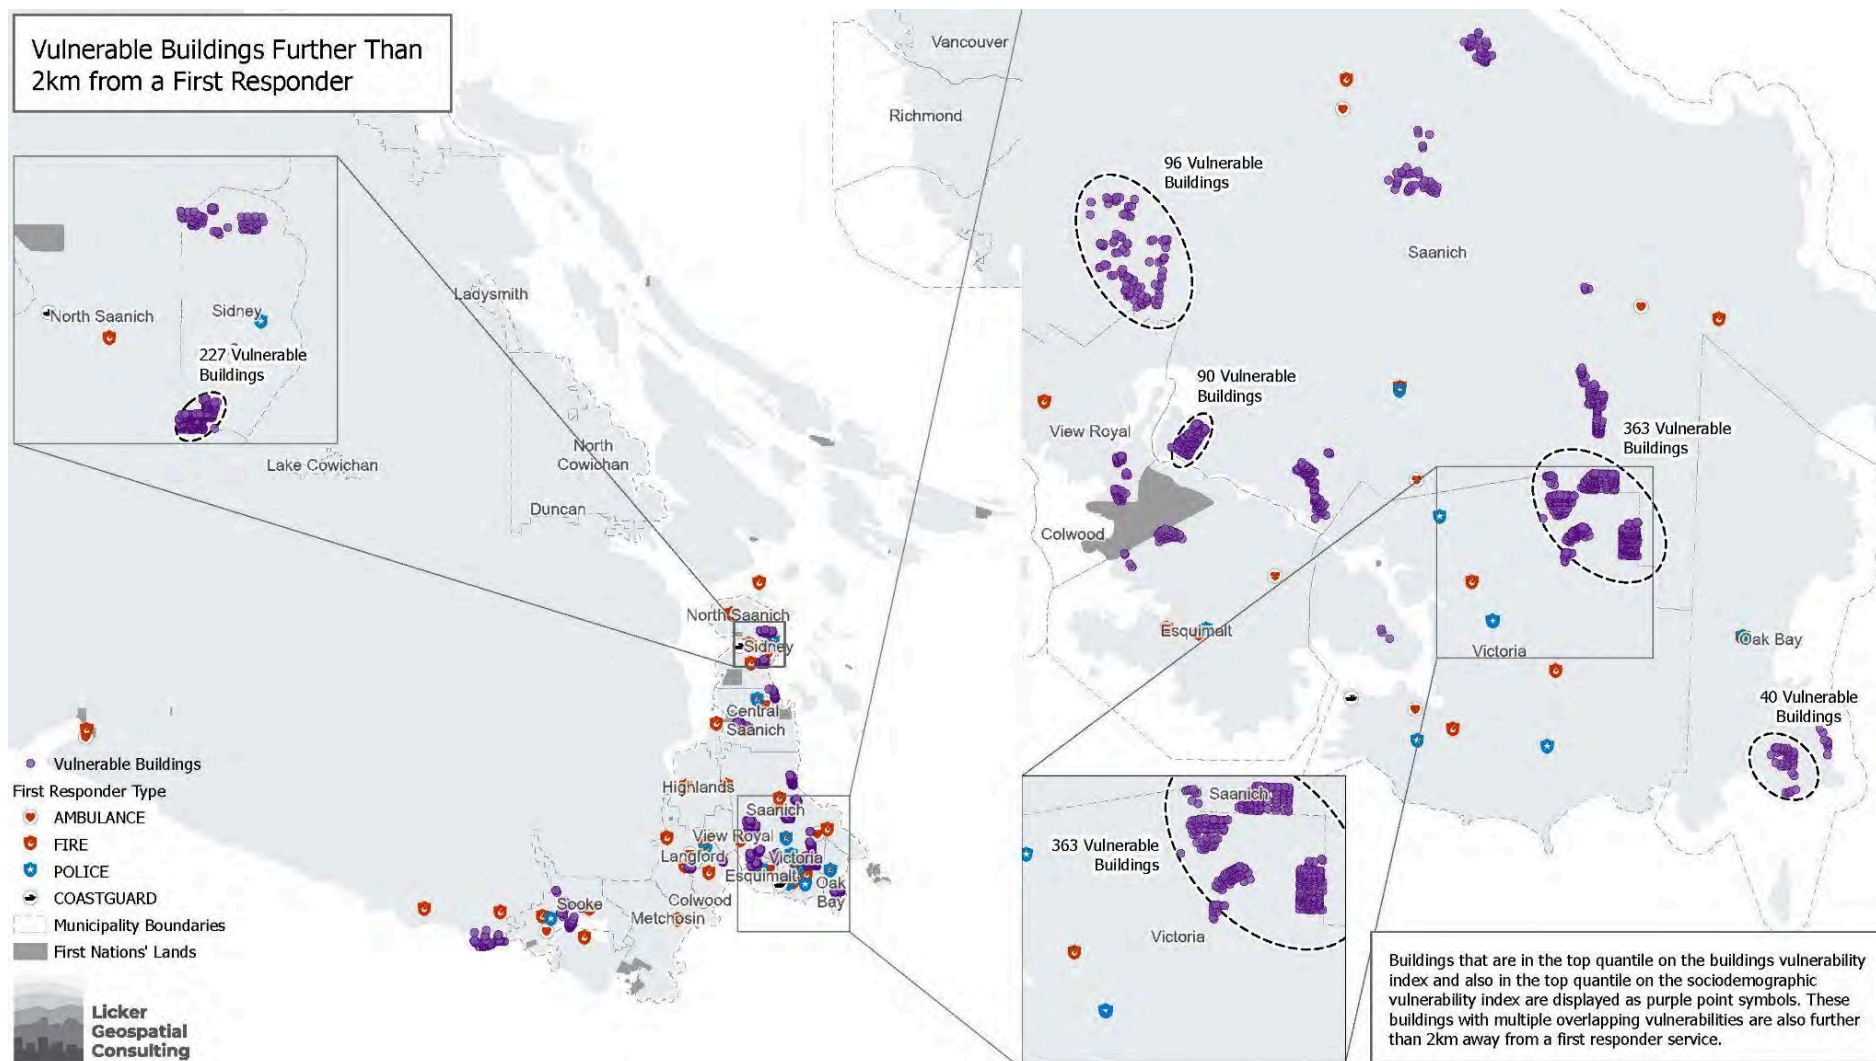 Vulnerable Buildings Further Than
2km from a First Responder
Vancouver
Richmond
North Saanich
Sidney
227 Vulnerable
Buildings
Ladysmith
North
Cowichan
Lake Cowichan
Duncan
North Saanich
Sidney
Central
Saanich
Highlands
Saanich
View Royal
Langford
Victoria
Esquimalt
Oak
Bay
Colwood
Metchosin
Sooke
96 Vulnerable
Buildings
Saanich
90 Vulnerable
Buildings
View Royal
363 Vulnerable
Buildings
Colwood
Esquimalt
Victoria
Oak Bay
40 Vulnerable
Buildings
Saanich
363 Vulnerable
Buildings
Victoria
Vulnerable Buildings
First Responder Type
AMBULANCE
FIRE
POLICE
COASTGUARD
Municipality Boundaries
First Nations' Lands
Licker
Geospatial
Consulting
Buildings that are in the top quantile on the buildings vulnerability
index and also in the top quantile on the sociodemographic
vulnerability index are displayed as purple point symbols. These
buildings with multiple overlapping vulnerabilities are also further
than 2km away from a first responder service.